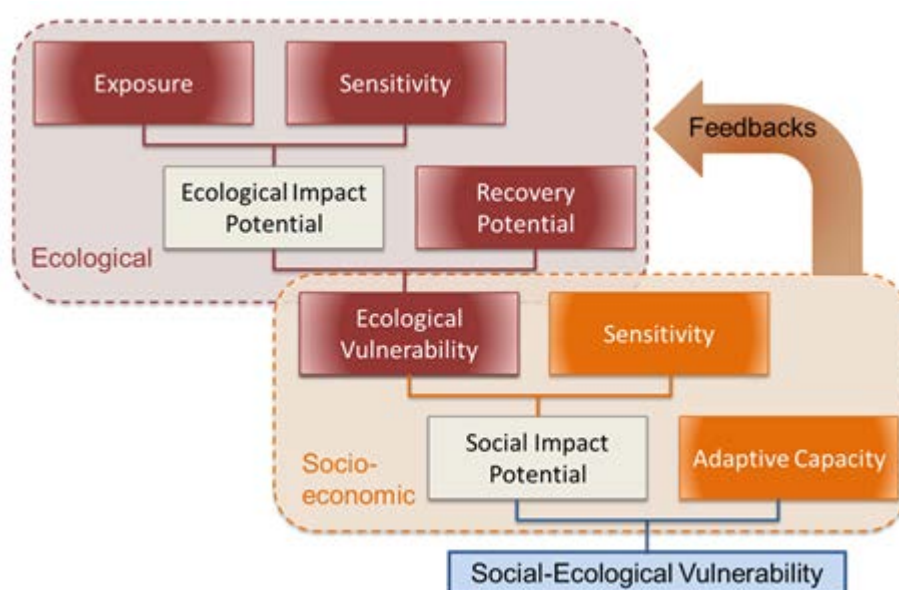 Exposure
Sensitivity
Feedbacks
Ecological Impact
Potential
Recovery
Potential
Ecological
Ecological
Vulnerability
Sensitivity
Social Impact
Potential
Adaptive Capacity
Socio-
economic
Social-Ecological Vulnerability